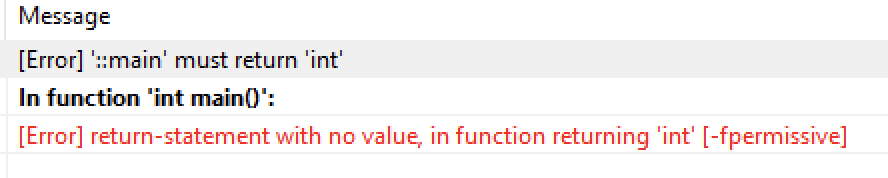 Message
[Error] '::main' must return 'int'
In function 'int main()':
[Error] return-statement with no value, in function returning 'int' [-fpermissive]